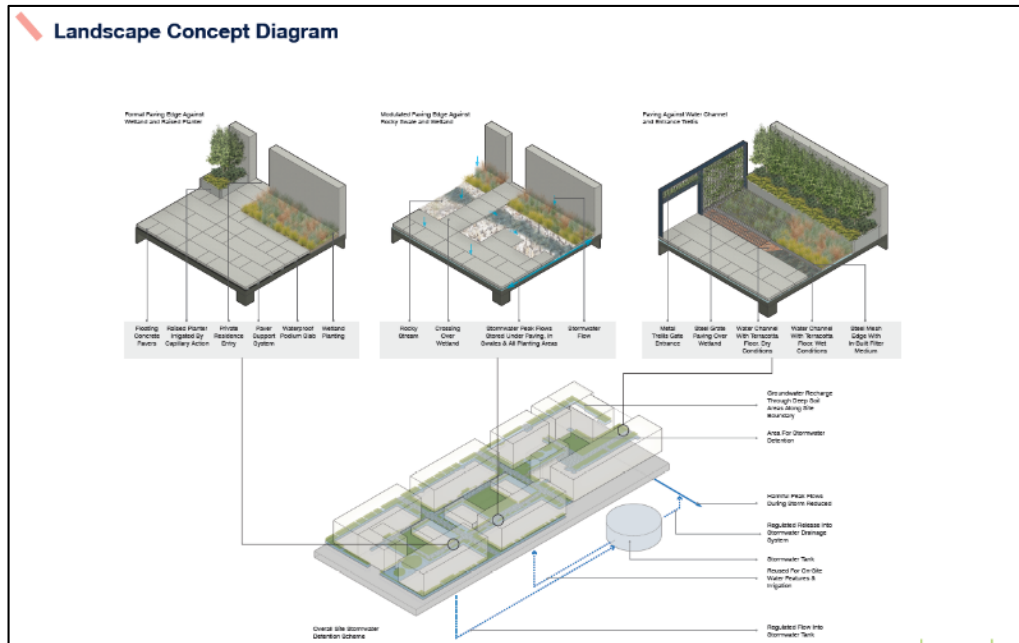 Landscape Concept Diagram
Formal Paving Edge Against
Wetland and Raised Planter
Modulated Paving Edge Against
Rocky Swale and Wetland
Paving Against Water Channel
and Entrance Trellis
Floating
Concrete
Pavers
Raised Planter
Irrigated By
Capillary Action
Private
Residence
Entry
Paver
Support
System
Waterproof
Podium Slab
Wetland
Planting
Rocky
Stream
Crossing
Over
Wetland
Stormwater Peak Flows
Stored Under Paving, In
Swales & All Planting Areas
Stormwater
Flow
Metal
Trellis Gate
Entrance
Steel Grate
Paving Over
Wetland
Water Channel
With Terracotta
Floor, Dry
Conditions
Water Channel
With Terracotta
Floor, Wet
Conditions
Steel Mesh
Edge With
In-Built Filter
Medium
Groundwater Recharge
Through Deep Soil
Areas Along Site
Boundary
Area For Stormwater
Detention
Harmful Peak Flows
During Storm Reduced
Regulated Release Into
Stormwater Drainage
System
Stormwater Tank
Reused For On-Site
Water Features &
Irrigation
Regulated Flow Into
Stormwater Tank
Overall Site Stormwater
Detention Scheme